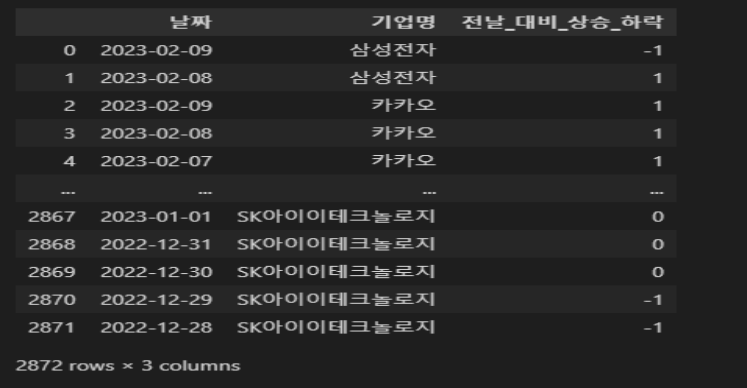 날짜 기업명 전날_대비_상승_하락
0 2023-02-09 삼성전자 -1
1 2023-02-08 삼성전자 1
2 2023-02-09 카카오 1
3 2023-02-08 카카오 1
4 2023-02-07 카카오 1
... ... ... ...
2867 2023-01-01 SK아이이테크놀로지 0
2868 2022-12-31 SK아이이테크놀로지 0
2869 2022-12-30 SK아이이테크놀로지 0
2870 2022-12-29 SK아이이테크놀로지 -1
2871 2022-12-28 SK아이이테크놀로지 -1
2872 rows × 3 columns